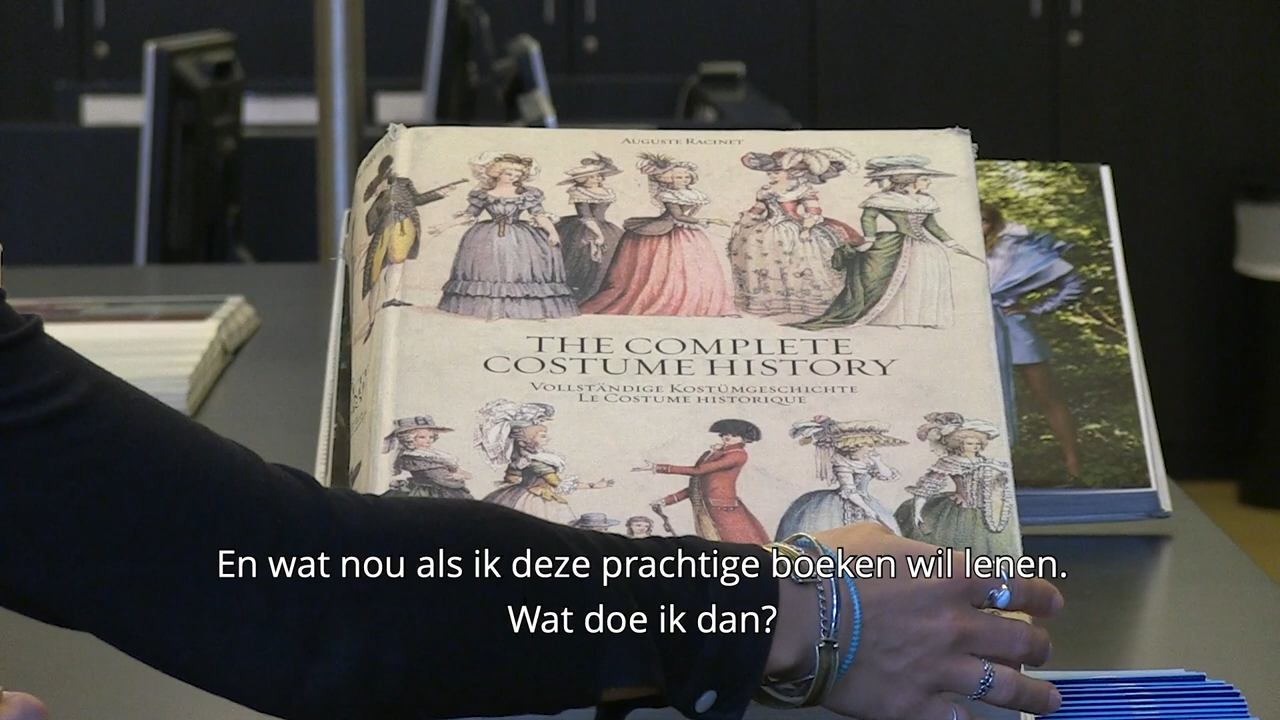 AUGUSTE RACINET
THE COMPLETE
COSTUME HISTORY
VOLLSTÄNDIGE KOSTÜMGESCHICHTE
LE COSTUME HISTORIQUE
En wat nou als ik deze prachtige boeken wil lenen.
Wat doe ik dan?